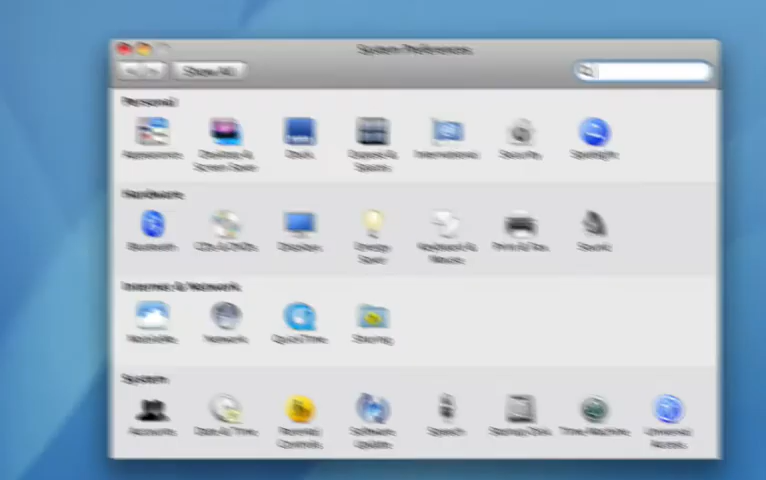 System Preferences
Show All
Personal
Appearance
Desktop &
Screen Saver
Dock
Exposé &
Spaces
International
Security
Spotlight
Hardware
Bluetooth
CDs & DVDs
Displays
Energy
Saver
Keyboard &
Mouse
Print & Fax
Sound
Internet & Network
MobileMe
Network
QuickTime
Sharing
System
Accounts
Date & Time
Parental
Controls
Software
Update
Speech
Startup Disk
Time Machine
Universal
Access